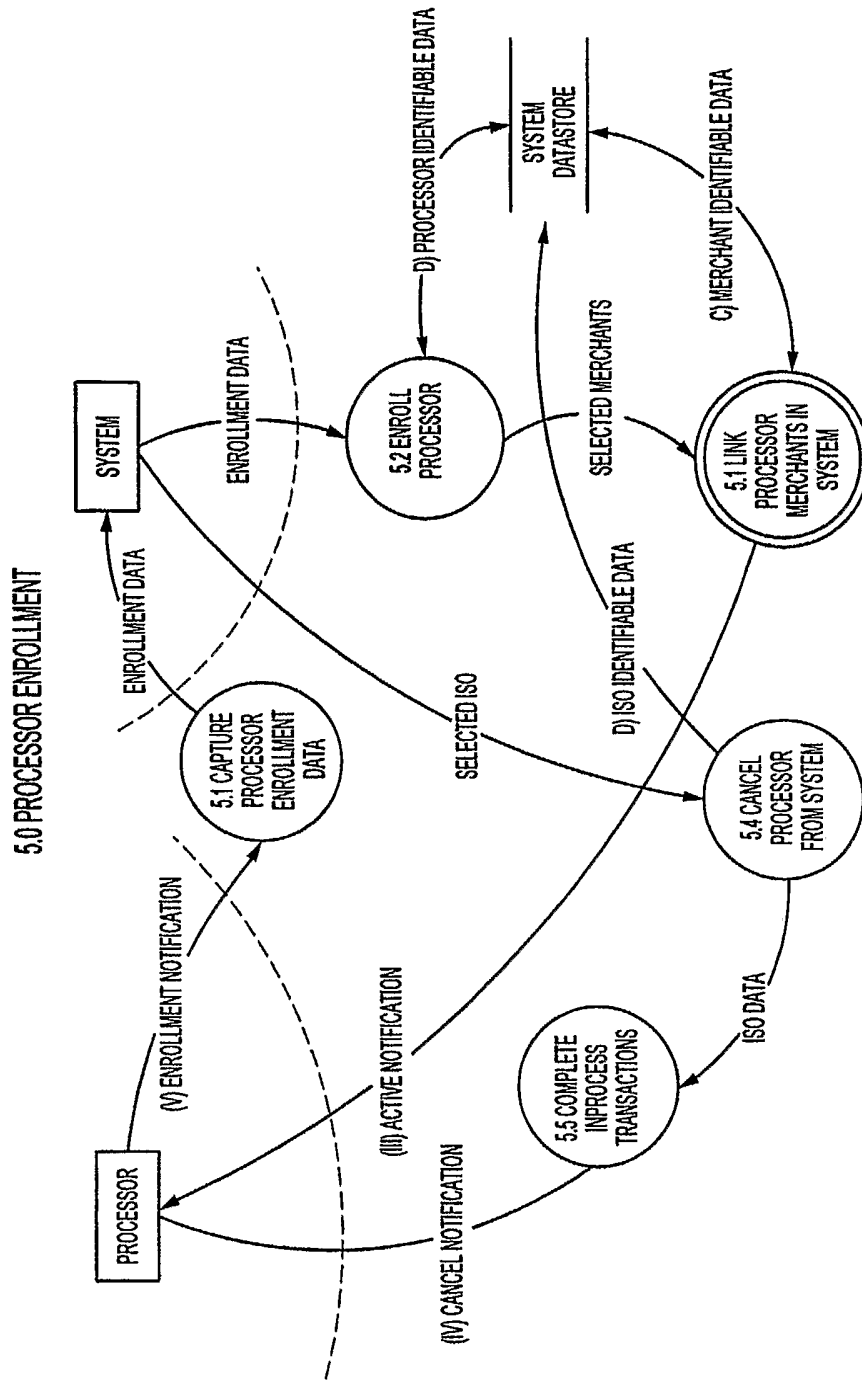 5.0 PROCESSOR ENROLLMENT
PROCESSOR
(V) ENROLLMENT NOTIFICATION
5.1 CAPTURE
PROCESSOR
ENROLLMENT
DATA
ENROLLMENT DATA
SYSTEM
ENROLLMENT DATA
(III) ACTIVE NOTIFICATION
SELECTED ISO
5.2 ENROLL
PROCESSOR
D) PROCESSOR IDENTIFIABLE DATA
(IV) CANCEL NOTIFICATION
5.5 COMPLETE
INPROCESS
TRANSACTIONS
D) ISO IDENTIFIABLE DATA
SELECTED MERCHANTS
SYSTEM
DATASTORE
ISO DATA
5.4 CANCEL
PROCESSOR
FROM SYSTEM
5.1 LINK
PROCESSOR
MERCHANTS IN
SYSTEM
C) MERCHANT IDENTIFIABLE DATA